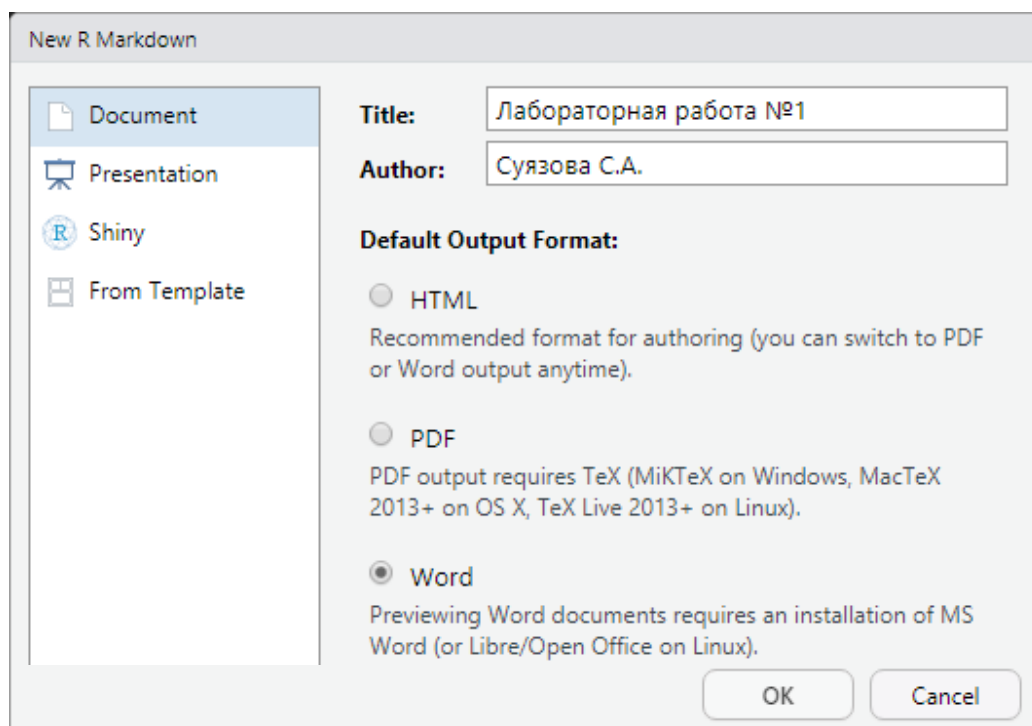 New R Markdown
Document
Presentation
R Shiny
From Template
Title: Лабораторная работа №1
Author: Суязова С.А.
Default Output Format:
HTML
Recommended format for authoring (you can switch to PDF
or Word output anytime).
PDF
PDF output requires TeX (MiKTeX on Windows, MacTeX
2013+ on OS X, TeX Live 2013+ on Linux).
Word
Previewing Word documents requires an installation of MS
Word (or Libre/Open Office on Linux).
OK Cancel